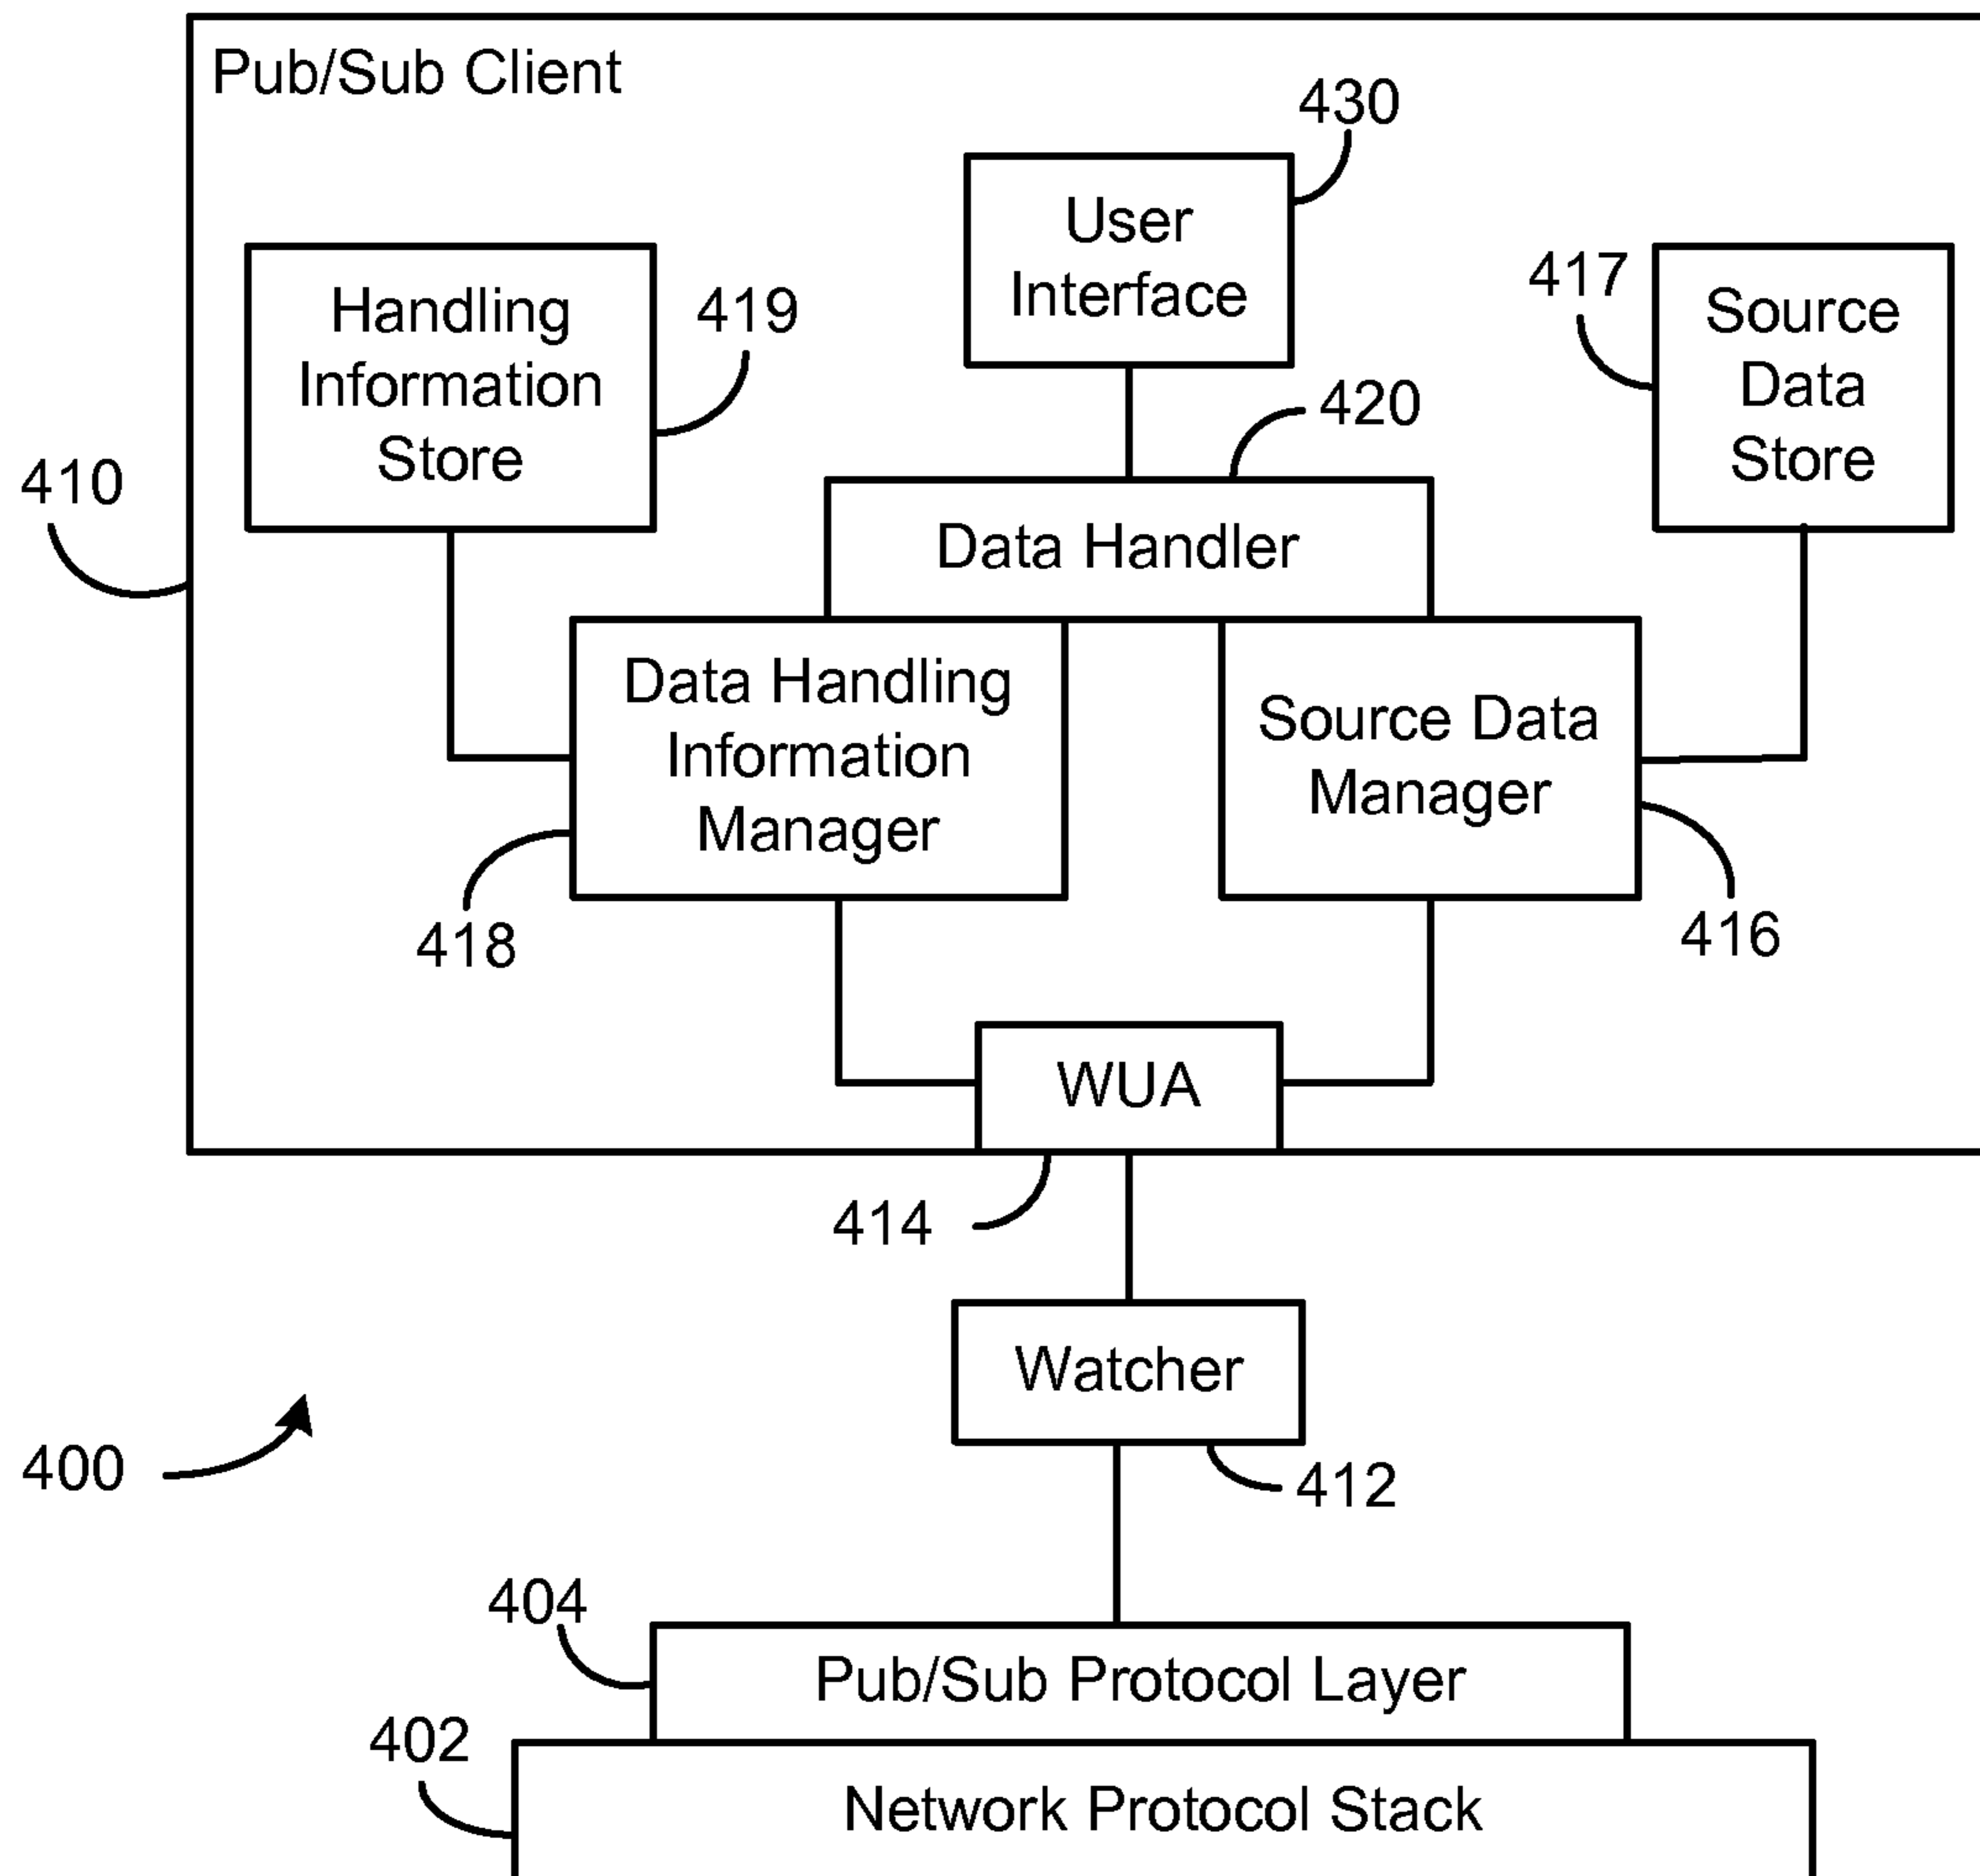 Pub/Sub Client
430
User
Interface
417
Source
Data
Store
Handling
Information
Store
419
420
410
Data Handler
Data Handling
Information
Manager
Source Data
Manager
418
416
WUA
414
Watcher
400
412
404
Pub/Sub Protocol Layer
402
Network Protocol Stack